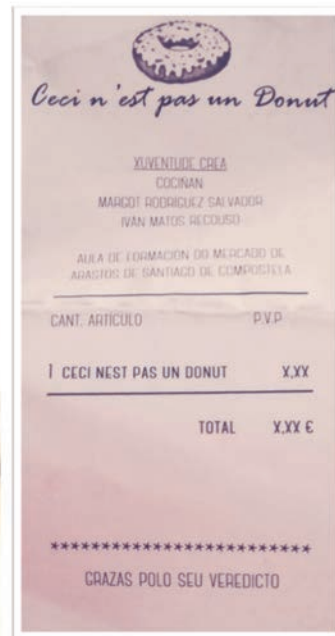 Ceci n'est pas un Donut
XUVENTUDE CREA
COCIÑAN
MARGOT RODRÍGUEZ SALVADOR
IVÁN MATOS RECOUSO
AULA DE FORMACIÓN DO MERCADO DE
ABASTOS DE SANTIAGO DE COMPOSTELA
CANT. ARTÍCULO P.V.P
1 CECI NEST PAS UN DONUT X,XX
TOTAL X,XX €
*************************
GRAZAS POLO SEU VEREDICTO